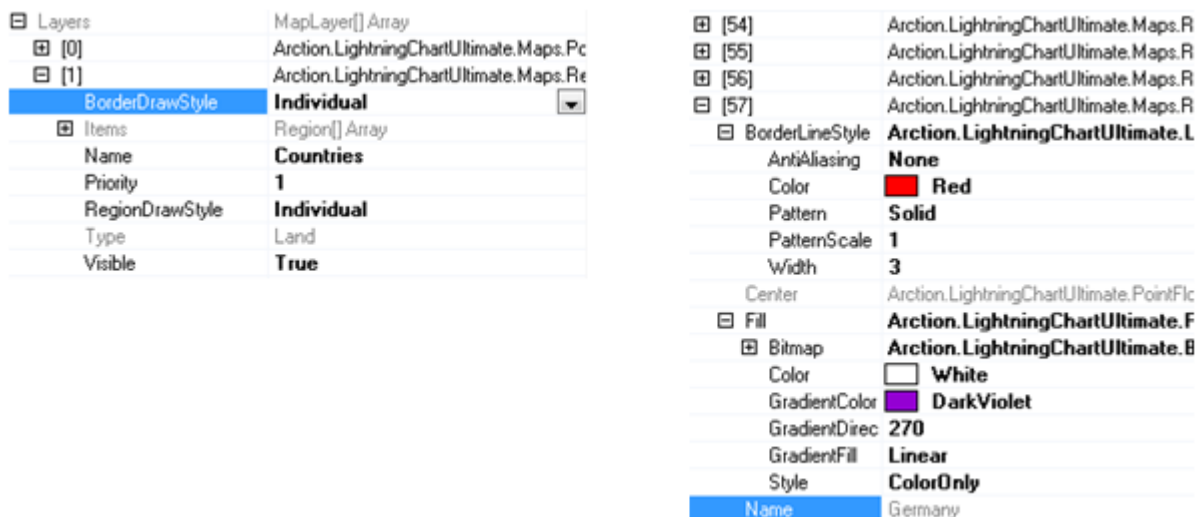 Layers MapLayer[] Array
[0] Arction.LightningChartUltimate.Maps.Po
[1] Arction.LightningChartUltimate.Maps.Re
BorderDrawStyle Individual
Items Region[] Array
Name Countries
Priority 1
RegionDrawStyle Individual
Type Land
Visible True
[54] Arction.LightningChartUltimate.Maps.R
[55] Arction.LightningChartUltimate.Maps.R
[56] Arction.LightningChartUltimate.Maps.R
[57] Arction.LightningChartUltimate.Maps.R
BorderLineStyle Arction.LightningChartUltimate.L
AntiAliasing None
Color Red
Pattern Solid
PatternScale 1
Width 3
Center Arction.LightningChartUltimate.PointFlo
Fill Arction.LightningChartUltimate.F
Bitmap Arction.LightningChartUltimate.B
Color White
GradientColor DarkViolet
GradientDirec 270
GradientFill Linear
Style ColorOnly
Name Germany